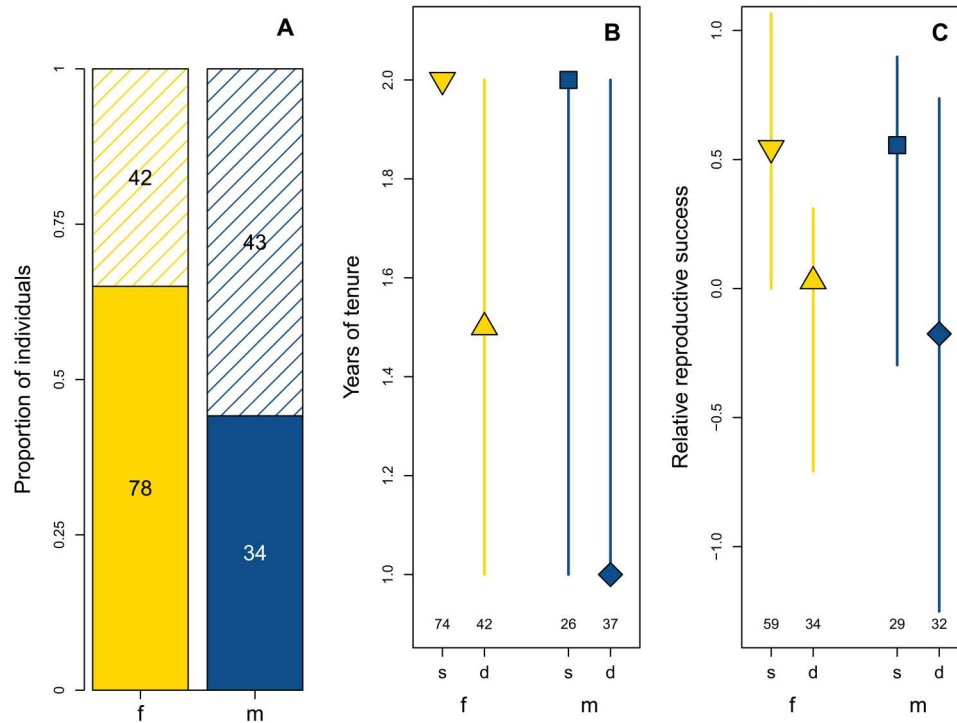 A
Proportion of individuals
1
0.75
0.5
0.25
0
42
78
43
34
f
m
B
Years of tenure
2.0
1.8
1.6
1.4
1.2
1.0
74
42
26
37
s
d
s
d
f
m
C
Relative reproductive success
1.0
0.5
0.0
−0.5
−1.0
59
34
29
32
s
d
s
d
f
m